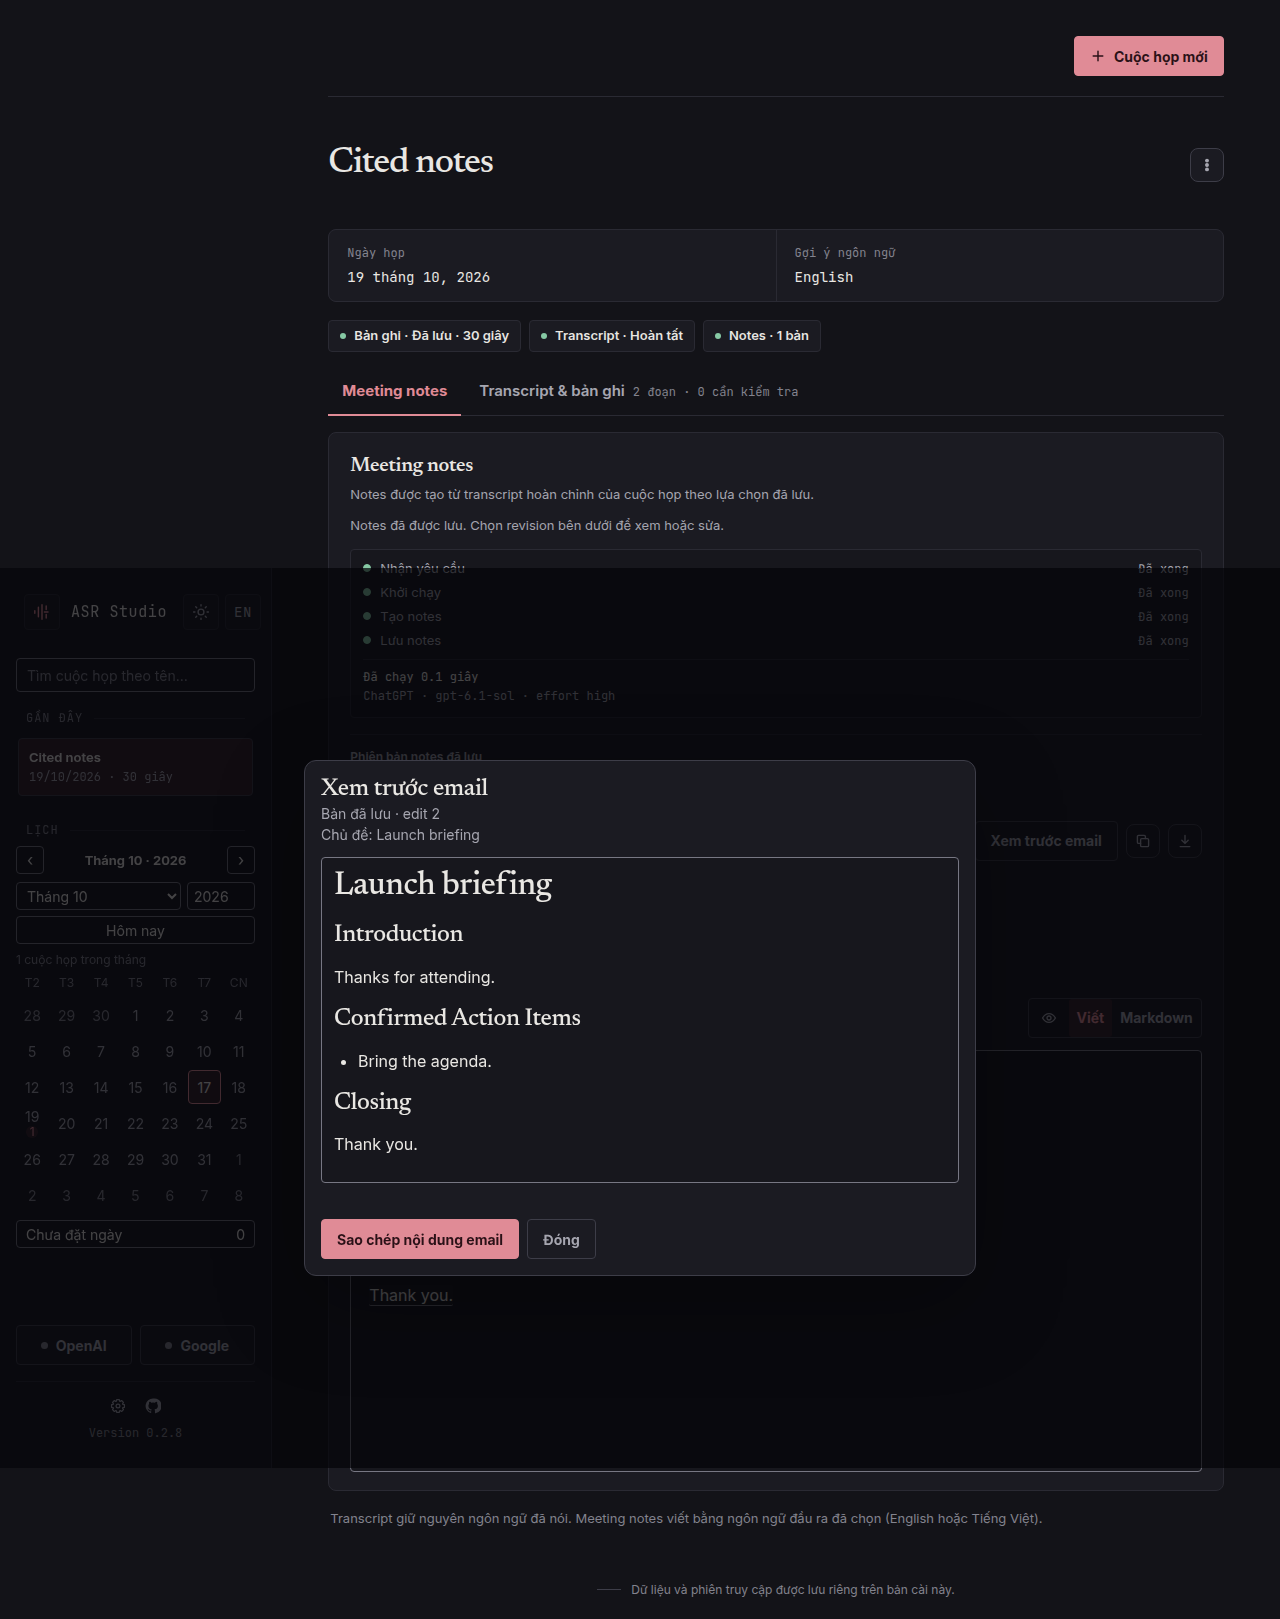 Cuộc họp mới
Cited notes
Ngày họp
19 tháng 10, 2026
Gợi ý ngôn ngữ
English
Bản ghi · Đã lưu · 30 giây
Transcript · Hoàn tất
Notes · 1 bản
Meeting notes
Transcript & bản ghi 2 đoạn · 0 cần kiểm tra
Meeting notes
Notes được tạo từ transcript hoàn chỉnh của cuộc họp theo lựa chọn đã lưu.
Notes đã được lưu. Chọn revision bên dưới để xem hoặc sửa.
Nhận yêu cầu Đã xong
Khởi chạy Đã xong
Tạo notes Đã xong
Lưu notes Đã xong
Đã chạy 0.1 giây
ChatGPT · gpt-6.1-sol · effort high
Phiên bản notes đã lưu
ASR Studio
EN
Tìm cuộc họp theo tên...
GẦN ĐÂY
Cited notes
19/10/2026 · 30 giây
LỊCH
‹ Tháng 10 · 2026 ›
Tháng 10 2026
Hôm nay
1 cuộc họp trong tháng
T2 T3 T4 T5 T6 T7 CN
28 29 30 1 2 3 4
5 6 7 8 9 10 11
12 13 14 15 16 17 18
19 20 21 22 23 24 25
1
26 27 28 29 30 31 1
2 3 4 5 6 7 8
Chưa đặt ngày 0
OpenAI
Google
Version 0.2.8
Xem trước email
Viết
Markdown
Xem trước email
Bản đã lưu · edit 2
Chủ đề: Launch briefing
Launch briefing
Introduction
Thanks for attending.
Confirmed Action Items
• Bring the agenda.
Closing
Thank you.
Sao chép nội dung email
Đóng
Thank you.
Transcript giữ nguyên ngôn ngữ đã nói. Meeting notes viết bằng ngôn ngữ đầu ra đã chọn (English hoặc Tiếng Việt).
Dữ liệu và phiên truy cập được lưu riêng trên bản cài này.